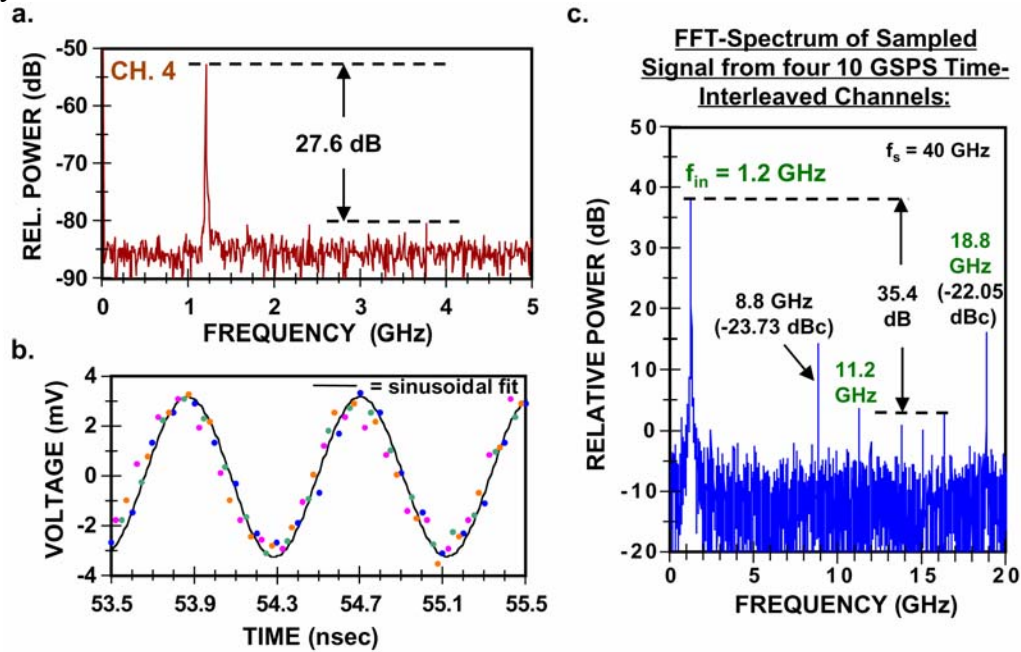 y
a.
-50
-60
-70
-80
-90
REL. POWER (dB)
CH. 4
27.6 dB
0 1 2 3 4 5
FREQUENCY (GHz)
b.
4
2
0
-2
-4
VOLTAGE (mV)
= sinusoidal fit
53.5 53.9 54.3 54.7 55.1 55.5
TIME (nsec)
c.
FFT-Spectrum of Sampled
Signal from four 10 GSPS Time-
Interleaved Channels:
50
40
30
20
10
0
-10
-20
RELATIVE POWER (dB)
fs = 40 GHz
fin = 1.2 GHz
18.8
GHz
(-22.05
dBc)
35.4
dB
8.8 GHz
(-23.73 dBc)
11.2
GHz
0 5 10 15 20
FREQUENCY (GHz)